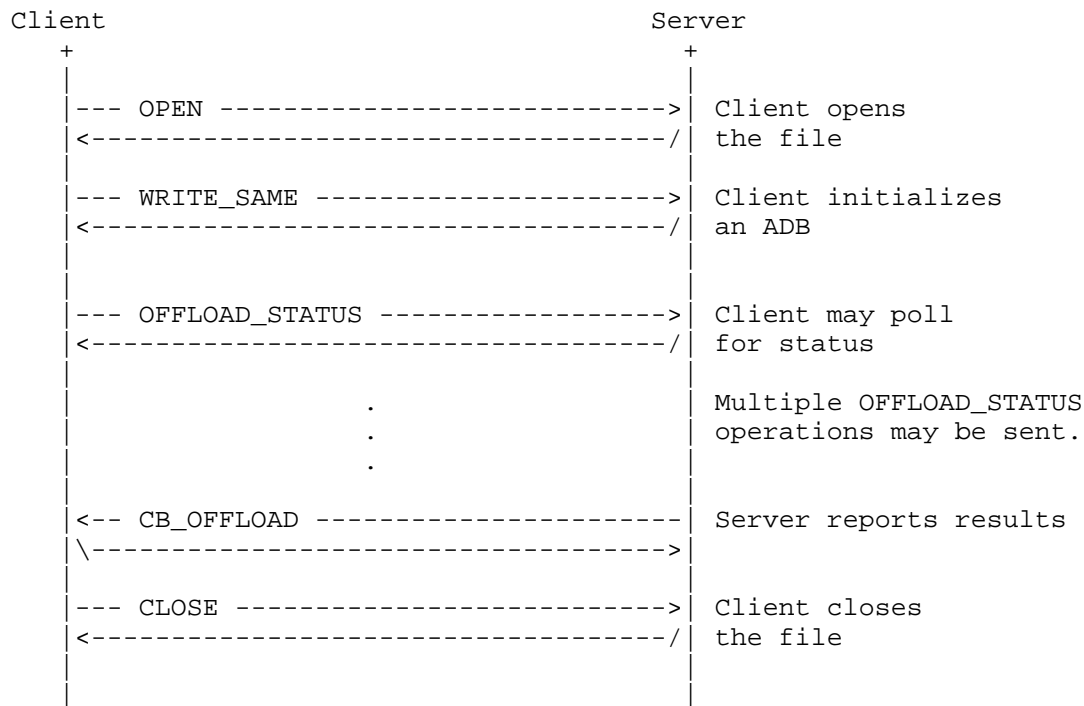 Client                                  Server
   +                                      +
   |                                      |
   |--- OPEN ---------------------------->| Client opens
   |<------------------------------------/| the file
   |                                      |
   |--- WRITE_SAME ---------------------->| Client initializes
   |<------------------------------------/| an ADB
   |                                      |
   |                                      |
   |--- OFFLOAD_STATUS ------------------>| Client may poll
   |<------------------------------------/| for status
   |                                      |
   |                  .                   | Multiple OFFLOAD_STATUS
   |                  .                   | operations may be sent.
   |                  .                   |
   |                                      |
   |<-- CB_OFFLOAD -----------------------| Server reports results
   |\------------------------------------>|
   |                                      |
   |--- CLOSE --------------------------->| Client closes
   |<------------------------------------/| the file
   |                                      |
   |                                      |